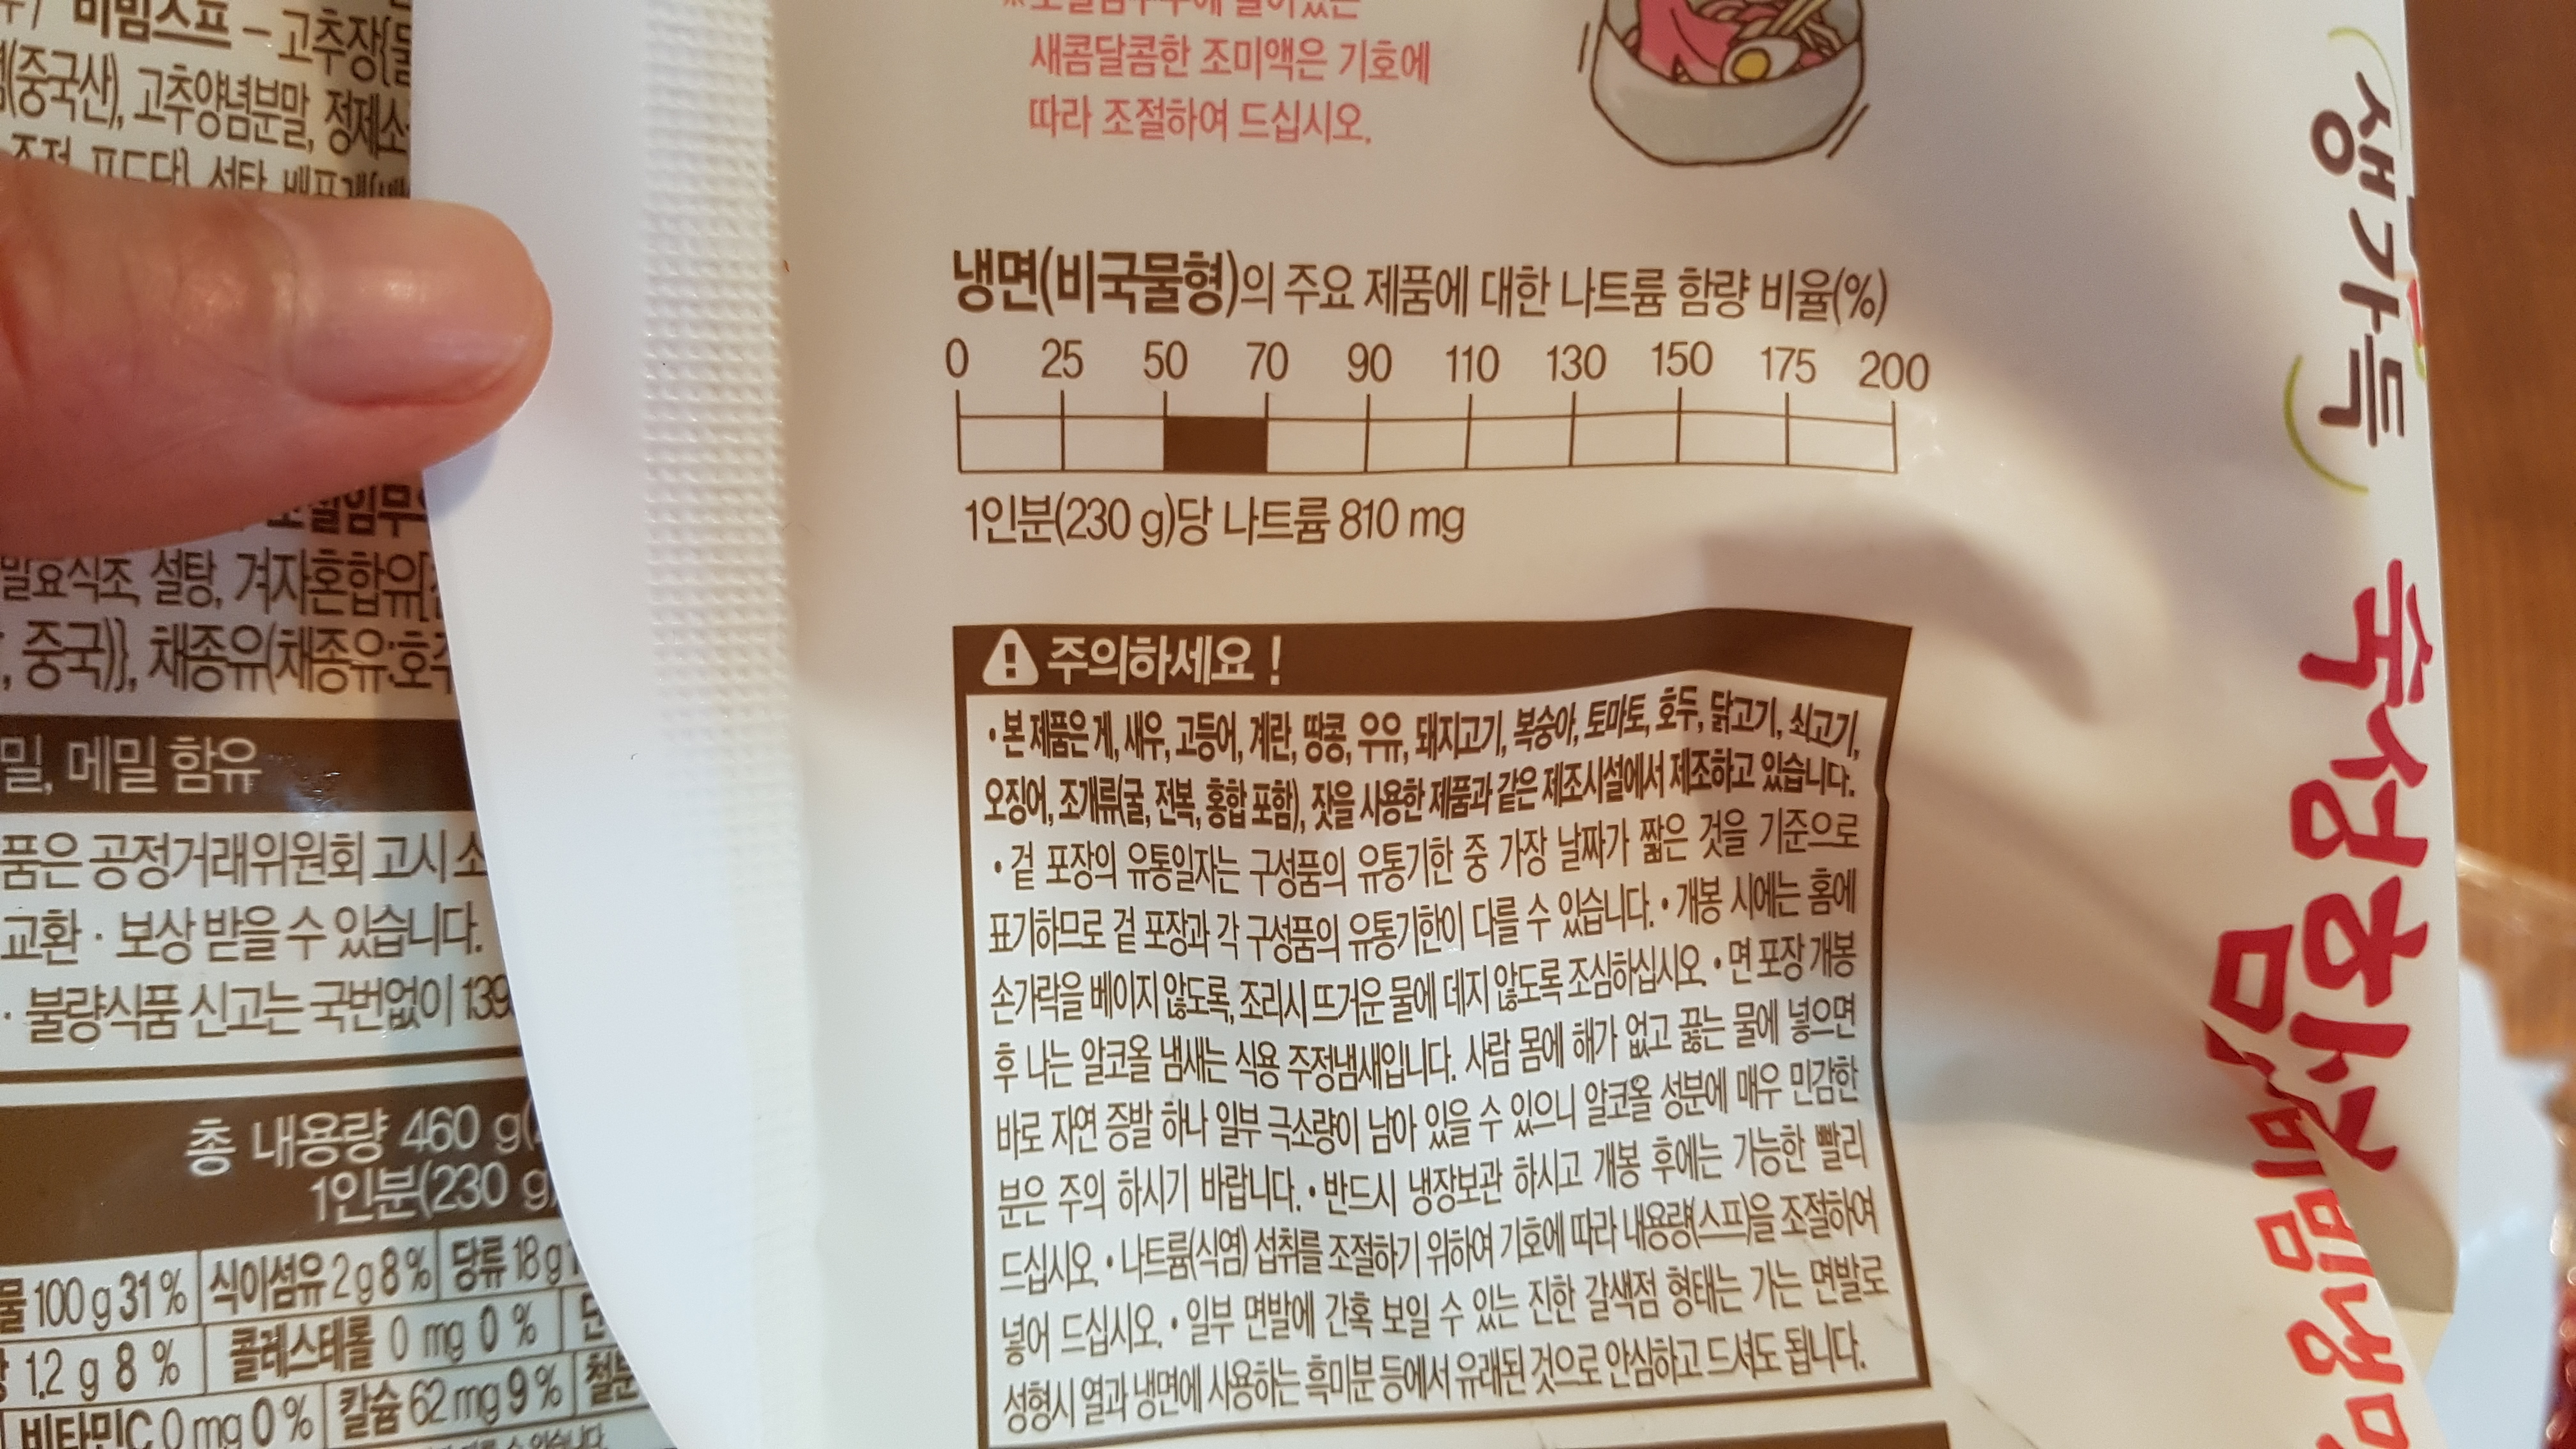 비빔스프 – 고추장{물
(중국산), 고추양념분말, 정제소
설탕,
발효식초, 설탕, 겨자혼합유{
, 중국)}, 채종유(채종유:호주
밀, 메밀 함유
품은 공정거래위원회 고시 소
교환 · 보상 받을 수 있습니다.
· 불량식품 신고는 국번없이 139
총 내용량 460 g(
1인분(230 g)
물 100 g 31 % 식이섬유 2 g 8 % 당류 18 g
1.2 g 8 % 콜레스테롤 0 mg 0 %
비타민C 0 mg 0 % 칼슘 62 mg 9 % 철분
새콤달콤한 조미액은 기호에
따라 조절하여 드십시오.
냉면(비국물형)의 주요 제품에 대한 나트륨 함량 비율(%)
0 25 50 70 90 110 130 150 175 200
1인분(230 g)당 나트륨 810 mg
주의하세요 !
• 본 제품은 게, 새우, 고등어, 계란, 땅콩, 우유, 돼지고기, 복숭아, 토마토, 호두, 닭고기, 쇠고기,
오징어, 조개류(굴, 전복, 홍합 포함), 잣을 사용한 제품과 같은 제조시설에서 제조하고 있습니다.
• 겉 포장의 유통일자는 구성품의 유통기한 중 가장 날짜가 짧은 것을 기준으로
표기하므로 겉 포장과 각 구성품의 유통기한이 다를 수 있습니다. • 개봉 시에는 홈에
손가락을 베이지 않도록, 조리시 뜨거운 물에 데지 않도록 조심하십시오. • 면 포장 개봉
후 나는 알코올 냄새는 식용 주정냄새입니다. 사람 몸에 해가 없고 끓는 물에 넣으면
바로 자연 증발 하나 일부 극소량이 남아 있을 수 있으니 알코올 성분에 매우 민감한
분은 주의 하시기 바랍니다. • 반드시 냉장보관 하시고 개봉 후에는 가능한 빨리
드십시오. • 나트륨(식염) 섭취를 조절하기 위하여 기호에 따라 내용량(스프)을 조절하여
넣어 드십시오. • 일부 면발에 간혹 보일 수 있는 진한 갈색점 형태는 가는 면발로
성형시 열과 냉면에 사용하는 흑미분 등에서 유래된 것으로 안심하고 드셔도 됩니다.
생가득
숙성함흥
비빔냉면